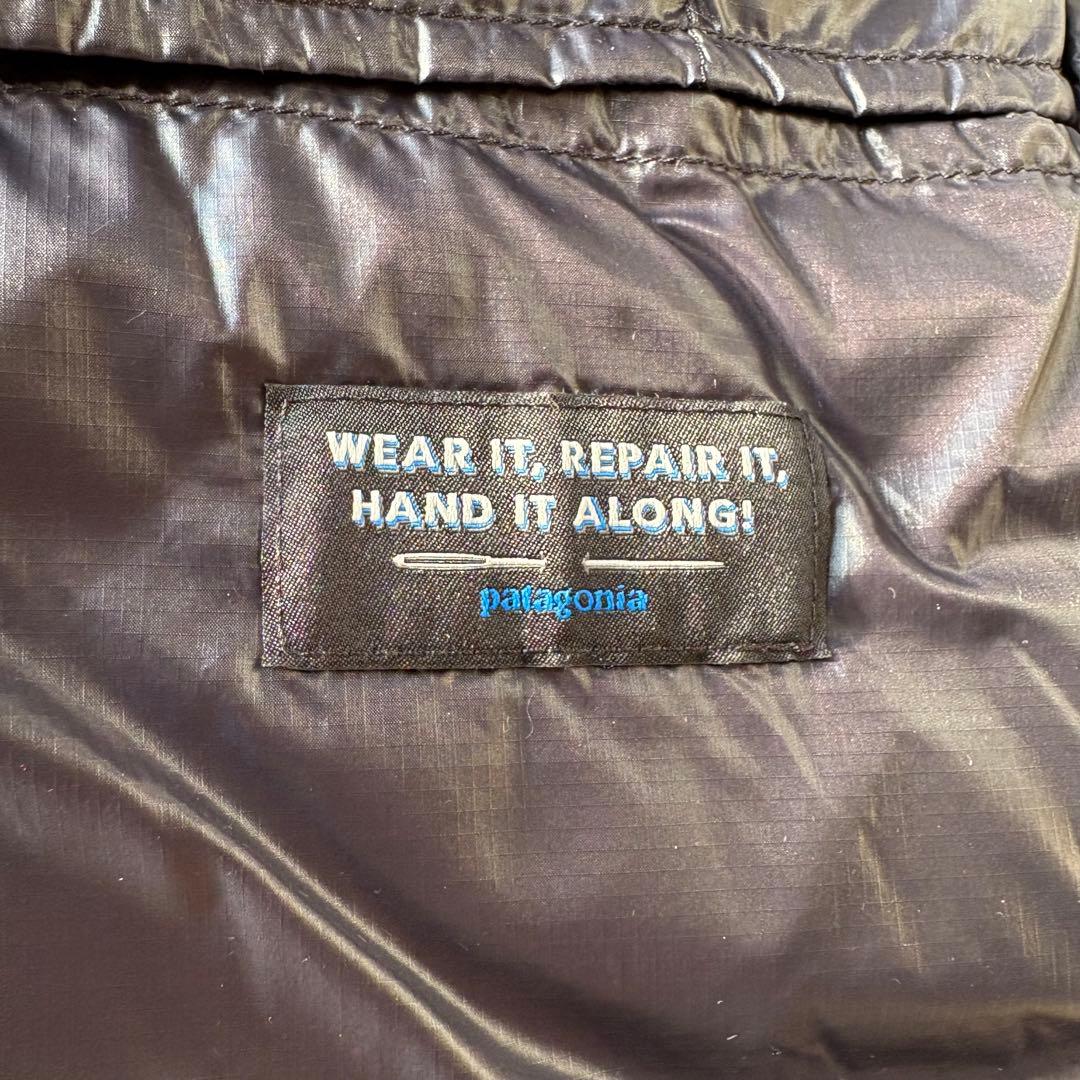 WEAR IT, REPAIR IT,
HAND IT ALONG!
patagonia